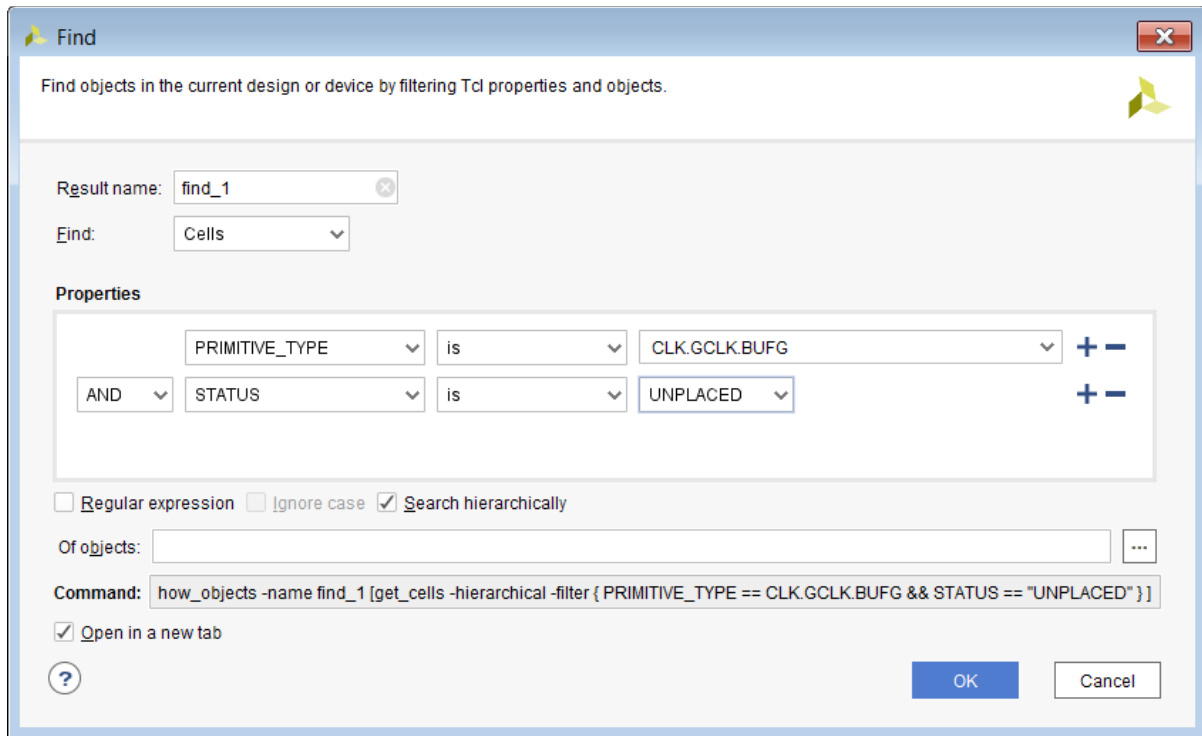 Find
Find objects in the current design or device by filtering Tcl properties and objects.
Result name: find_1
Find: Cells
Properties
PRIMITIVE_TYPE is CLK.GCLK.BUFG
AND STATUS is UNPLACED
Regular expression Ignore case Search hierarchically
Of objects: ...
Command: how_objects -name find_1 [get_cells -hierarchical -filter { PRIMITIVE_TYPE == CLK.GCLK.BUFG && STATUS == "UNPLACED" } ]
Open in a new tab
? OK Cancel